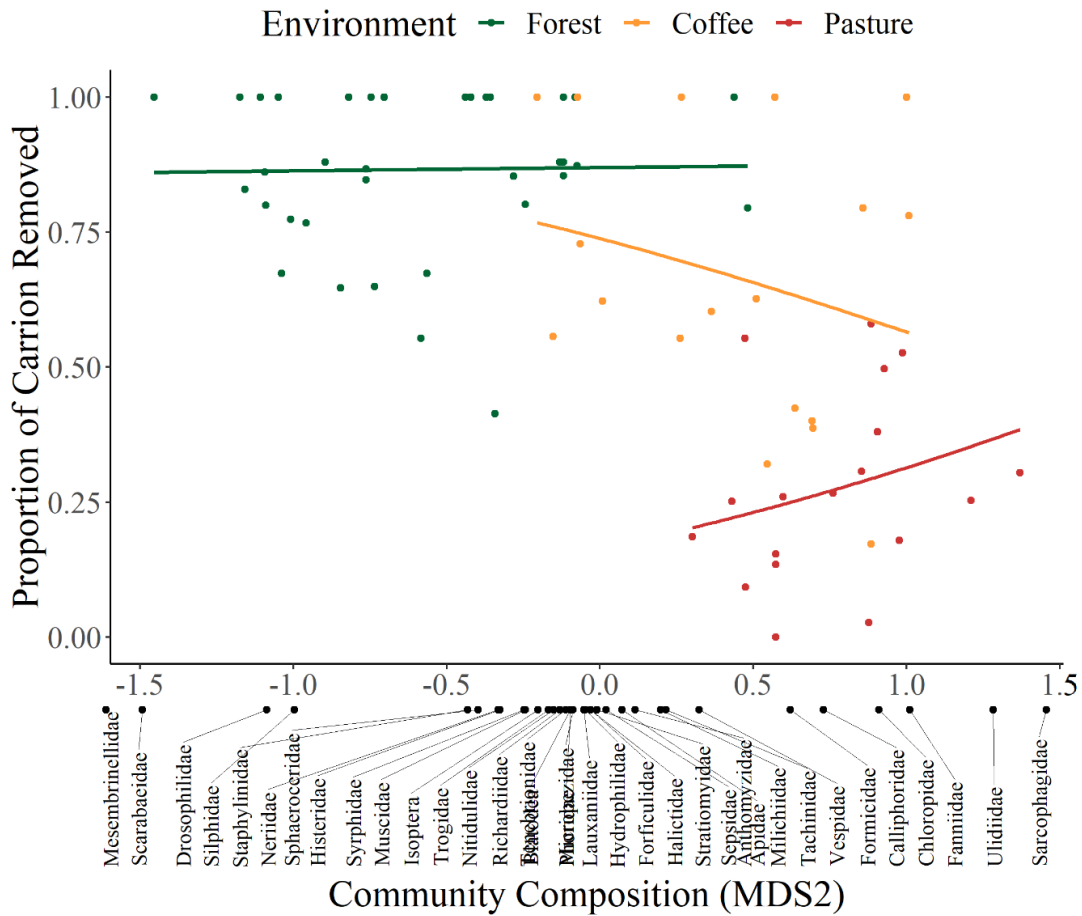 Environment Forest Coffee Pasture
Proportion of Carrion Removed
1.00
0.75
0.50
0.25
0.00
-1.5 -1.0 -0.5 0.0 0.5 1.0 1.5
Mesembrinellidae
Scarabaeidae
Drosophilidae
Silphidae
Staphylinidae
Neriidae
Sphaeroceridae
Histeridae
Syrphidae
Muscidae
Isoptera
Trogidae
Nitidulidae
Richardiidae
Lauxaniidae
Hydrophilidae
Forficulidae
Halictidae
Stratiomyidae
Sepsidae
Anthomyzidae
Apidae
Milichiidae
Tachinidae
Vespidae
Formicidae
Calliphoridae
Chloropidae
Fanniidae
Ulidiidae
Sarcophagidae
Community Composition (MDS2)